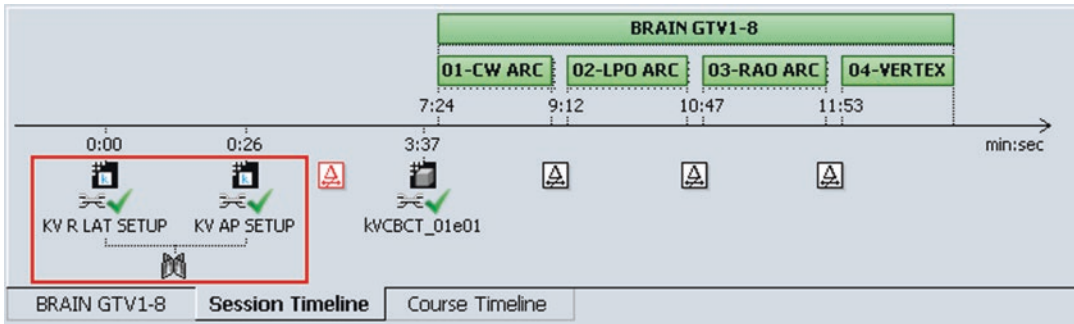 BRAIN GTV1-8
01-CW ARC 02-LPO ARC 03-RAO ARC 04-VERTEX
7:24 9:12 10:47 11:53
0:00 0:26 3:37 min:sec
KV R LAT SETUP KV AP SETUP kVCBCT_01e01
BRAIN GTV1-8 Session Timeline Course Timeline